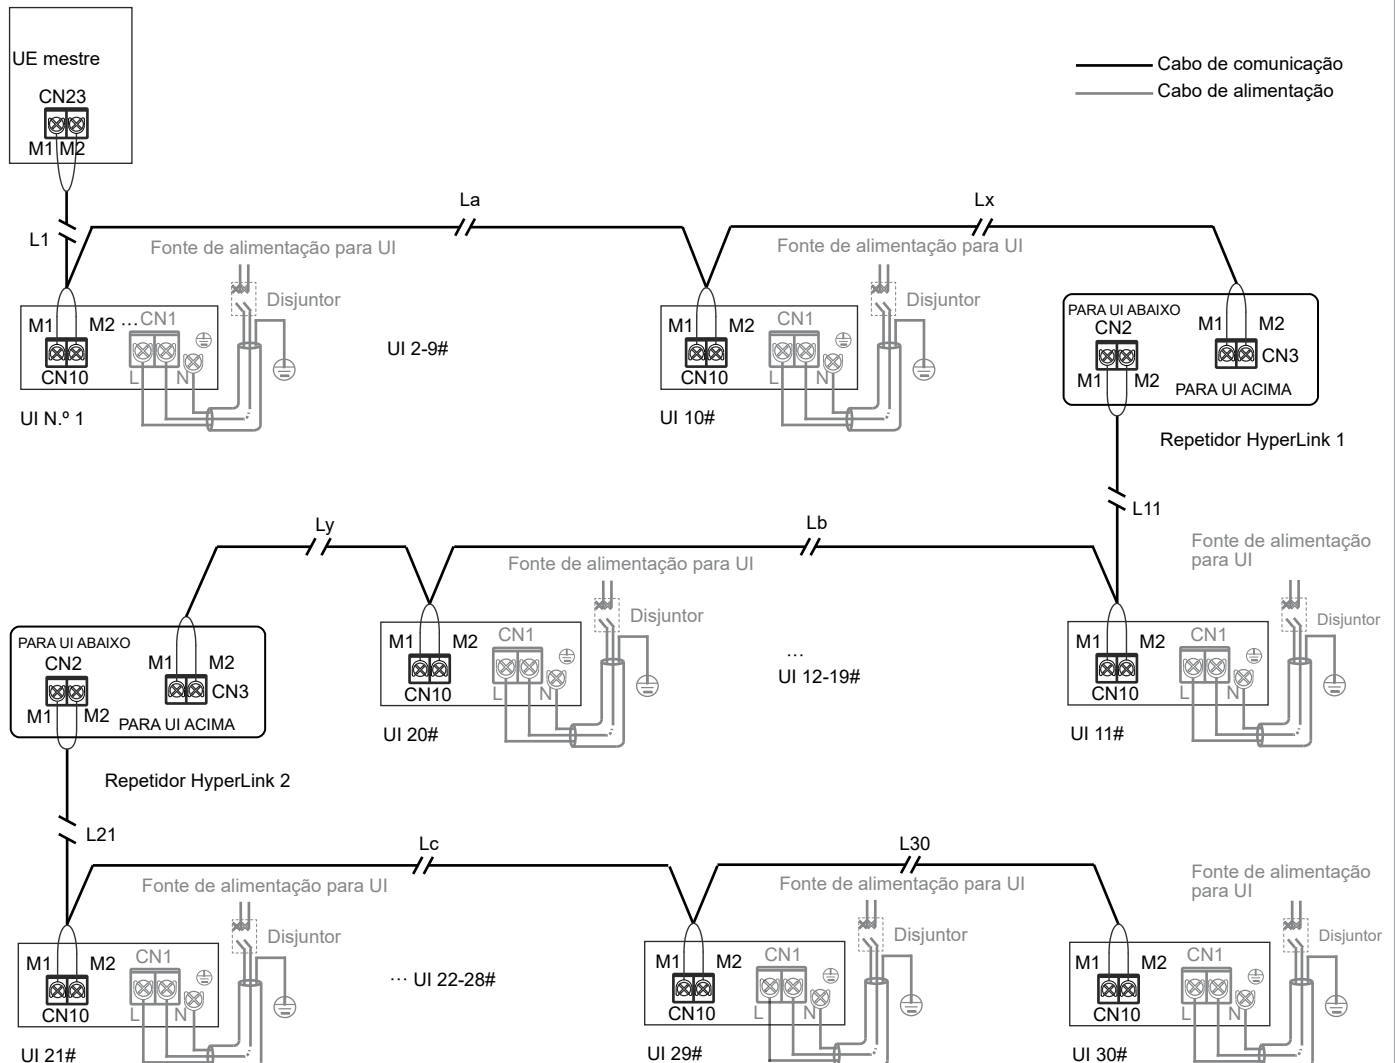 UE mestre
CN23
M1 M2
Cabo de comunicação
Cabo de alimentação
L1
La
Lx
Fonte de alimentação para UI
Disjuntor
M1 M2 ... CN1
CN10
L N
UI N.º 1
UI 2-9#
Fonte de alimentação para UI
Disjuntor
M1 M2 CN1
CN10
L N
UI 10#
PARA UI ABAIXO
CN2
M1 M2
M1 M2
CN3
PARA UI ACIMA
Repetidor HyperLink 1
L11
Ly
Lb
Fonte de alimentação para UI
Disjuntor
M1 M2 CN1
CN10
L N
UI 20#
...
UI 12-19#
Fonte de alimentação
para UI
Disjuntor
M1 M2 CN1
CN10
L N
UI 11#
PARA UI ABAIXO
CN2
M1 M2
M1 M2
CN3
PARA UI ACIMA
Repetidor HyperLink 2
L21
Lc
L30
Fonte de alimentação para UI
Disjuntor
M1 M2 CN1
CN10
L N
UI 21#
... UI 22-28#
Fonte de alimentação para UI
Disjuntor
M1 M2 CN1
CN10
L N
UI 29#
Fonte de alimentação
para UI
Disjuntor
M1 M2 CN1
CN10
L N
UI 30#